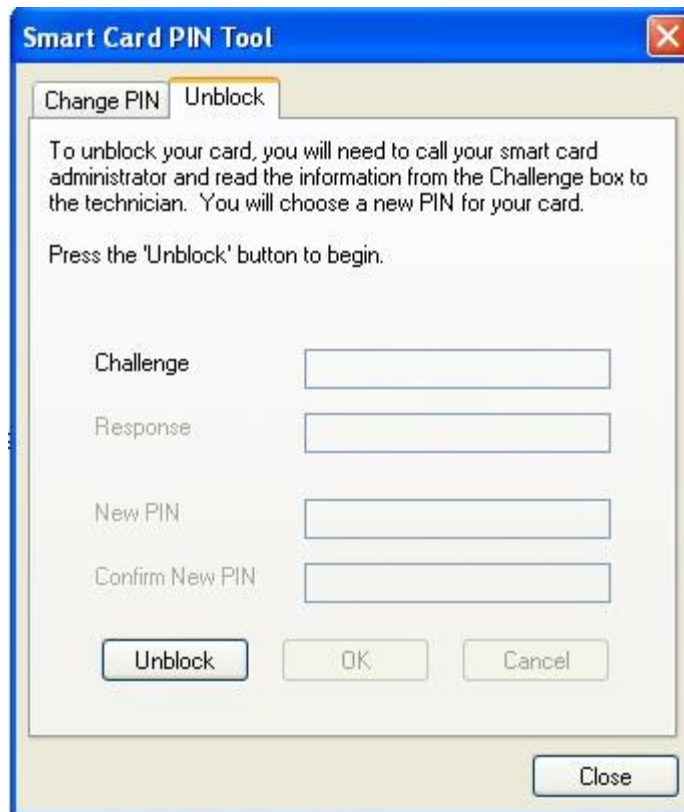 Smart Card PIN Tool
Change PIN
Unblock
To unblock your card, you will need to call your smart card
administrator and read the information from the Challenge box to
the technician. You will choose a new PIN for your card.
Press the 'Unblock' button to begin.
Challenge
Response
New PIN
Confirm New PIN
Unblock
OK
Cancel
Close